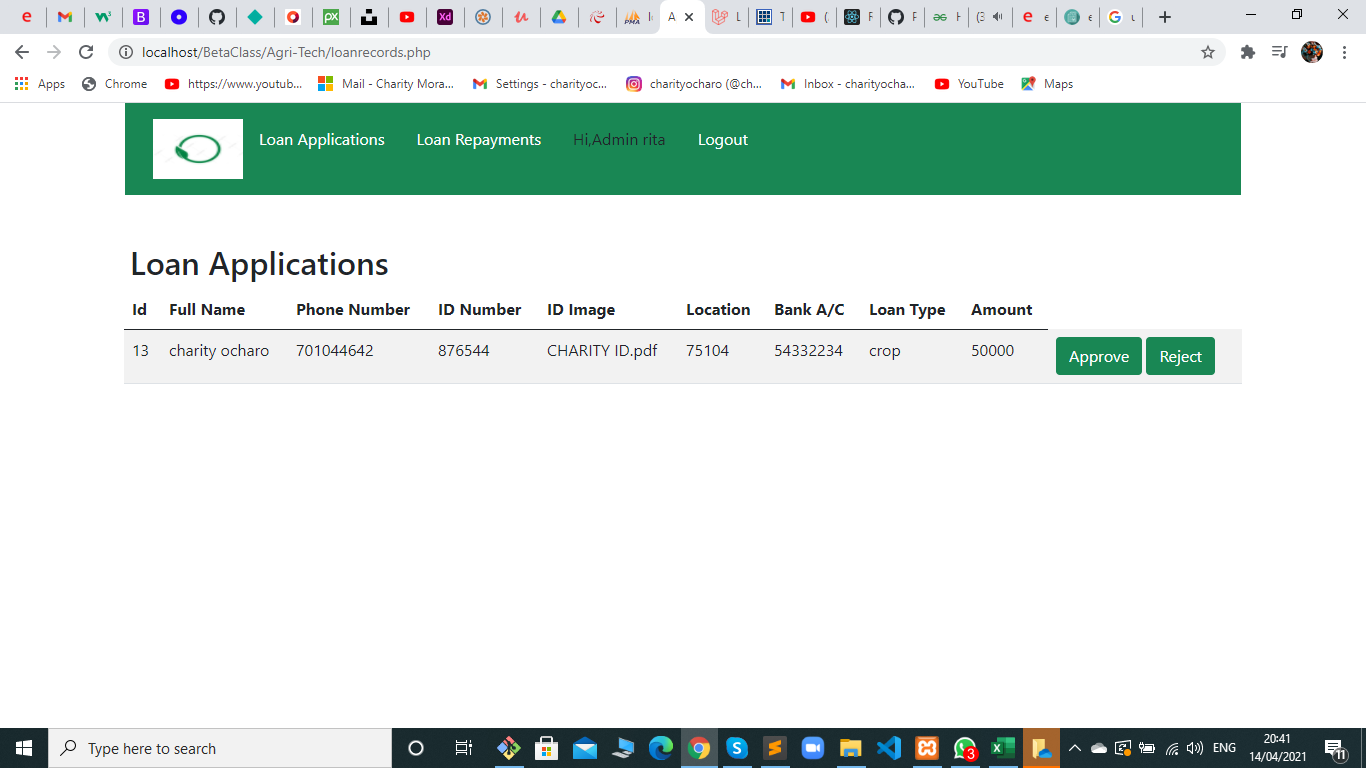 localhost/BetaClass/Agri-Tech/loanrecords.php
Apps Chrome https://www.youtub... Mail - Charity Mora... Settings - charityoc... charityocharo (@ch... Inbox - charityocha... YouTube Maps
Loan Applications Loan Repayments Hi,Admin rita Logout
Loan Applications
Id Full Name Phone Number ID Number ID Image Location Bank A/C Loan Type Amount
13 charity ocharo 701044642 876544 CHARITY ID.pdf 75104 54332234 crop 50000 Approve Reject
Type here to search
ENG
20:41
14/04/2021
11
3